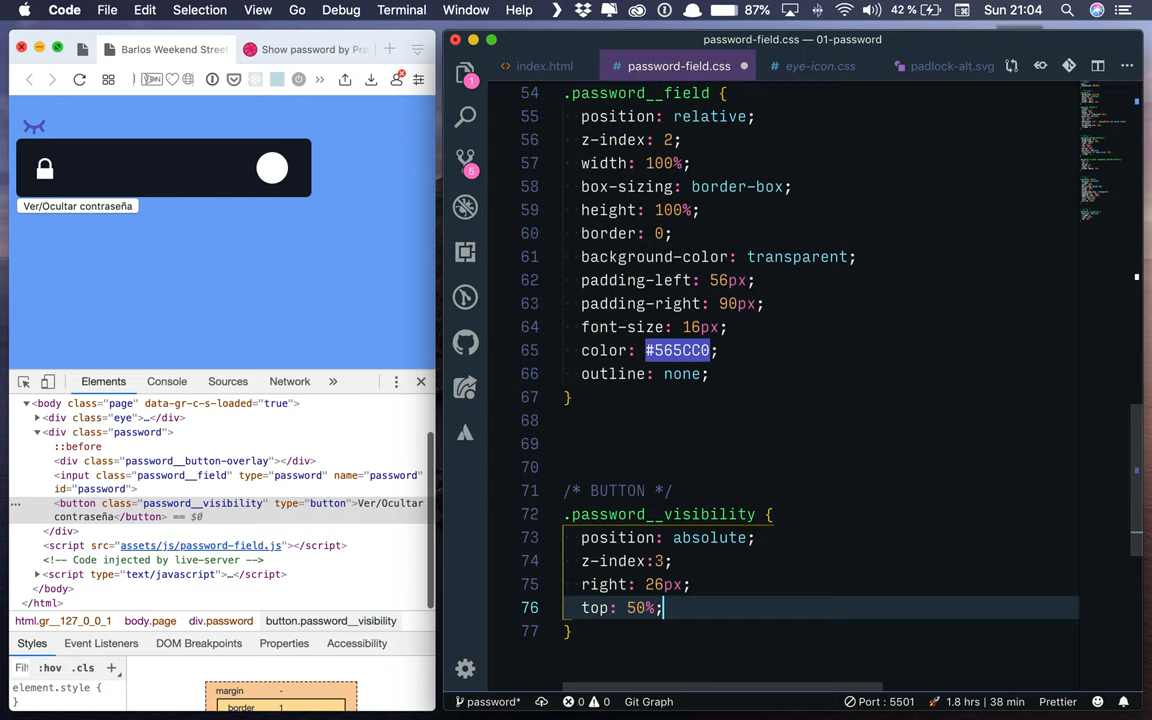 Code File Edit Selection View Go Debug Terminal Window Help 87% 42 % Sun 21:04
Barlos Weekend Street
Show password by Pre
password-field.css — 01-password
index.html
# password-field.css
# eye-icon.css
padlock-alt.svg
VPN
Ver/Ocultar contraseña
1
5
54 .password__field {
55 position: relative;
56 z-index: 2;
57 width: 100%;
58 box-sizing: border-box;
59 height: 100%;
60 border: 0;
61 background-color: transparent;
62 padding-left: 56px;
63 padding-right: 90px;
64 font-size: 16px;
65 color: #565CC0;
66 outline: none;
67 }
68
69
70
71 /* BUTTON */
72 .password__visibility {
73 position: absolute;
74 z-index:3;
75 right: 26px;
76 top: 50%;
77 }
Elements Console Sources Network »
<body class="page" data-gr-c-s-loaded="true">
<div class="eye">…</div>
<div class="password">
::before
<div class="password__button-overlay"></div>
<input class="password__field" type="password" name="password"
id="password">
<button class="password__visibility" type="button">Ver/Ocultar
contraseña</button> == $0
</div>
<script src="assets/js/password-field.js"></script>
<!-- Code injected by live-server -->
<script type="text/javascript">…</script>
</body>
</html>
html.gr__127_0_0_1 body.page div.password button.password__visibility
Styles Event Listeners DOM Breakpoints Properties Accessibility
Fil :hov .cls +
element.style {
}
margin -
border 1
password* 0 0 Git Graph
Port : 5501 1.8 hrs | 38 min Prettier